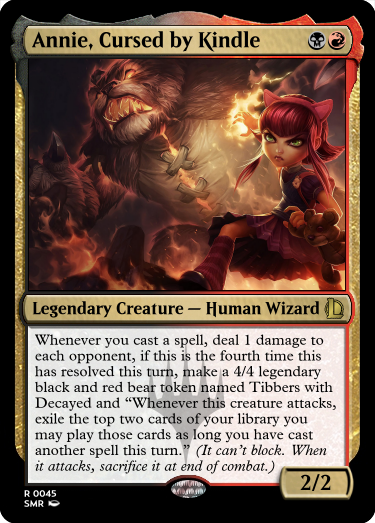 Annie, Cursed by Kindle
Legendary Creature — Human Wizard
Whenever you cast a spell, deal 1 damage to
each opponent, if this is the fourth time this
has resolved this turn, make a 4/4 legendary
black and red bear token named Tibbers with
Decayed and “Whenever this creature attacks,
exile the top two cards of your library you
may play those cards as long you have cast
another spell this turn.” (It can't block. When
it attacks, sacrifice it at end of combat.)
2/2
R 0045
SMR